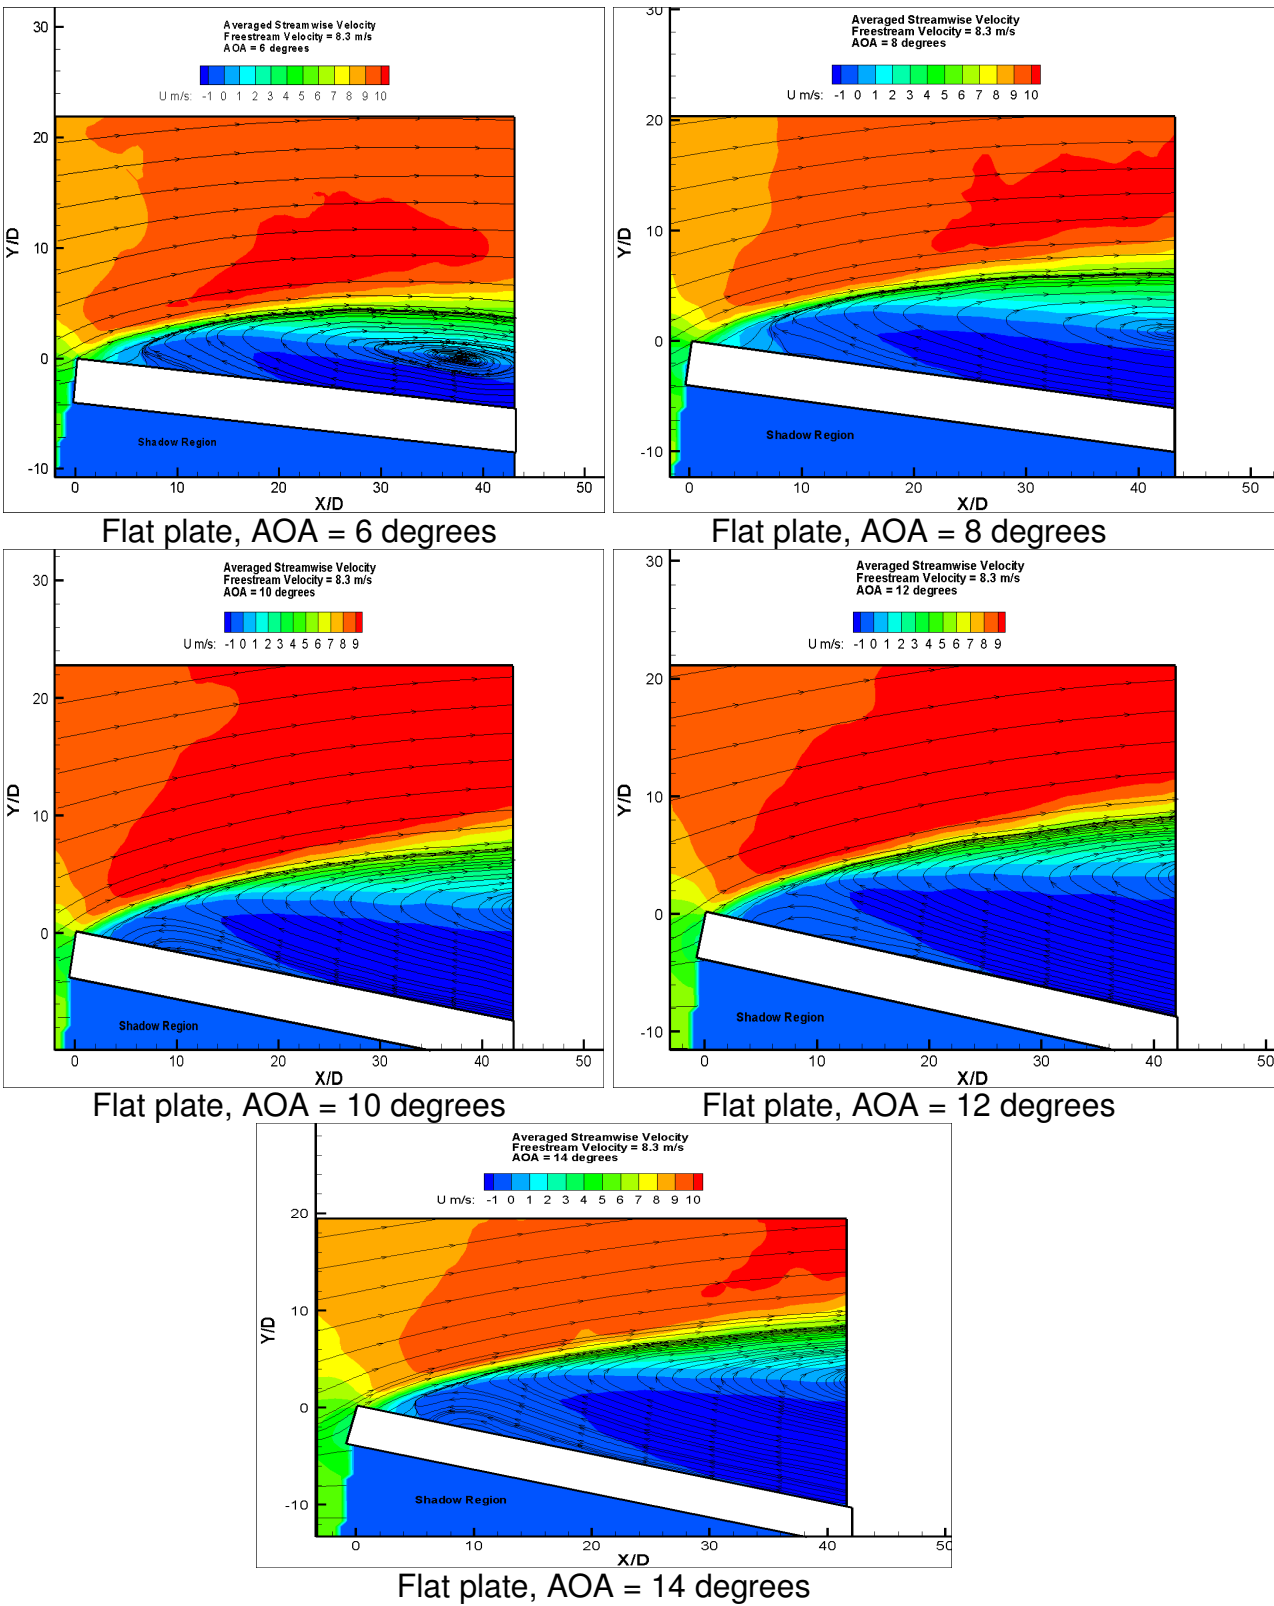 Averaged Streamwise Velocity
Freestream Velocity = 8.3 m/s
AOA = 6 degrees
U m/s: -1 0 1 2 3 4 5 6 7 8 9 10
30
20
10
0
-10
Y/D
Shadow Region
0 10 20 30 40 50
X/D
Flat plate, AOA = 6 degrees
Averaged Streamwise Velocity
Freestream Velocity = 8.3 m/s
AOA = 8 degrees
U m/s: -1 0 1 2 3 4 5 6 7 8 9 10
30
20
10
0
-10
Y/D
Shadow Region
0 10 20 30 40 50
X/D
Flat plate, AOA = 8 degrees
Averaged Streamwise Velocity
Freestream Velocity = 8.3 m/s
AOA = 10 degrees
U m/s: -1 0 1 2 3 4 5 6 7 8 9
30
20
10
0
Y/D
Shadow Region
0 10 20 30 40 50
X/D
Flat plate, AOA = 10 degrees
Averaged Streamwise Velocity
Freestream Velocity = 8.3 m/s
AOA = 12 degrees
U m/s: -1 0 1 2 3 4 5 6 7 8 9
30
20
10
0
-10
Y/D
Shadow Region
0 10 20 30 40 50
X/D
Flat plate, AOA = 12 degrees
Averaged Streamwise Velocity
Freestream Velocity = 8.3 m/s
AOA = 14 degrees
U m/s: -1 0 1 2 3 4 5 6 7 8 9 10
20
10
0
-10
Y/D
Shadow Region
0 10 20 30 40 50
X/D
Flat plate, AOA = 14 degrees